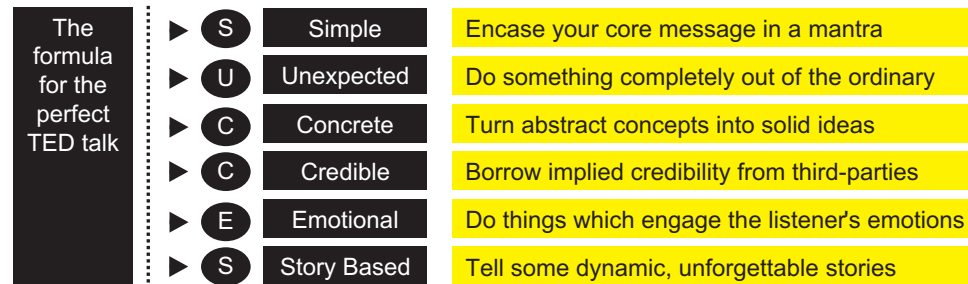 The
formula
for the
perfect
TED talk
S Simple Encase your core message in a mantra
U Unexpected Do something completely out of the ordinary
C Concrete Turn abstract concepts into solid ideas
C Credible Borrow implied credibility from third-parties
E Emotional Do things which engage the listener's emotions
S Story Based Tell some dynamic, unforgettable stories